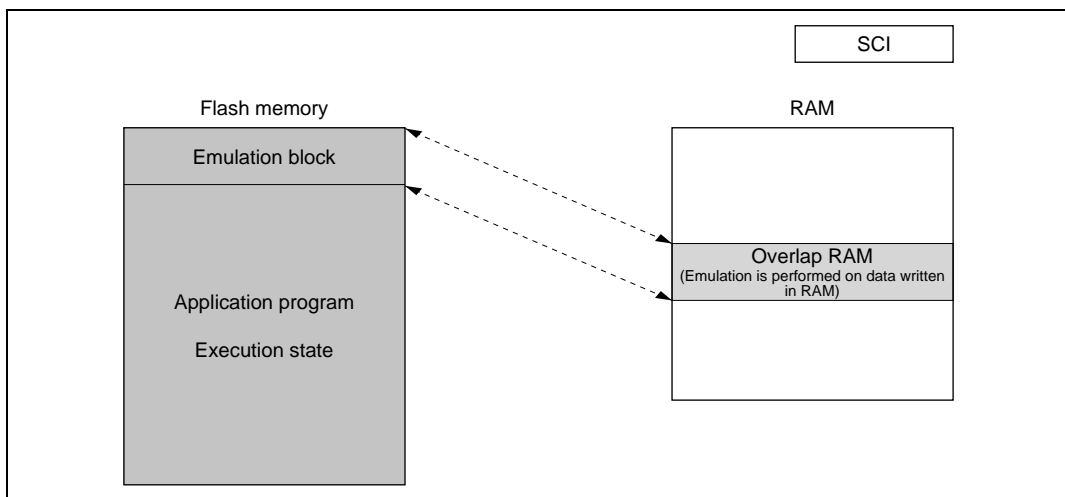 SCI
Flash memory
RAM
Emulation block
Overlap RAM
(Emulation is performed on data written
in RAM)
Application program
Execution state